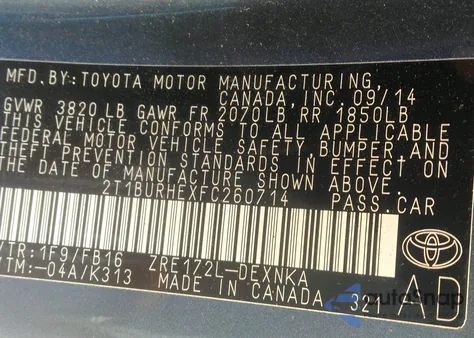 MFD.BY:TOYOTA MOTOR MANUFACTURING,
CANADA, INC. 09/14
GVWR 3820 LB GAWR FR 2070LB RR 1850LB
THIS VEHICLE CONFORMS TO ALL APPLICABLE
FEDERAL MOTOR VEHICLE SAFETY, BUMPER AND
THEFT PREVENTION STANDARDS IN EFFECT ON
THE DATE OF MANUFACTURE SHOWN ABOVE.
2T1BURHEXFC260714 PASS.CAR
/TR:1F9/FB16 ZRE172L-DEXNKA
TM:-04A/K313 MADE IN CANADA 321 AD
autoSnap